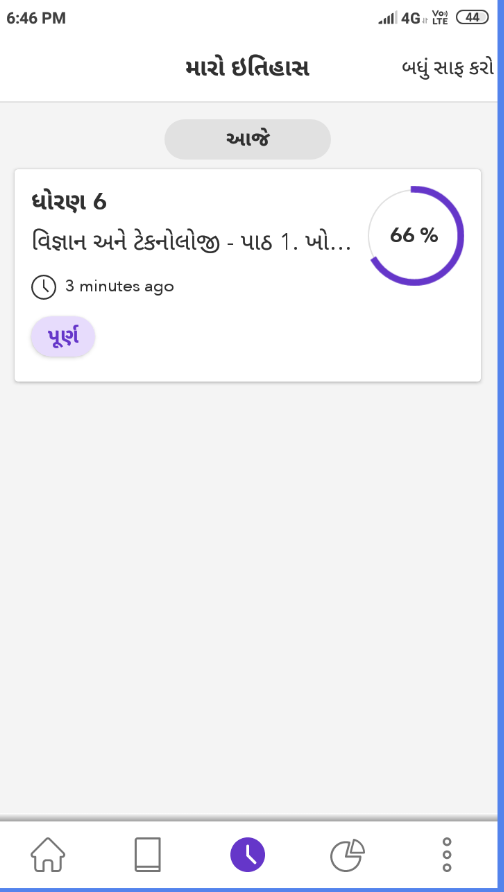 6:46 PM 4G Vo) LTE 44
મારો ઇતિહાસ બધું સાફ કરો
આજે
ધોરણ 6
વિજ્ઞાન અને ટેકનોલોજી - પાઠ 1. ખો...
66 %
3 minutes ago
પૂર્ણ